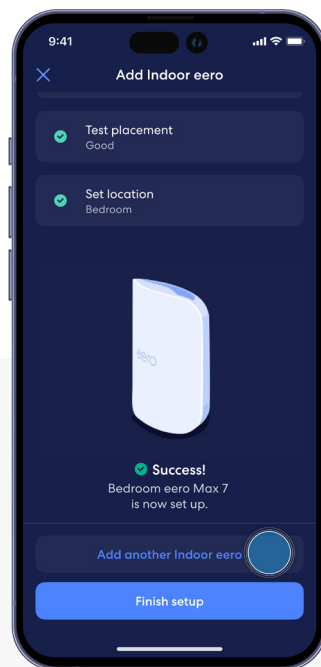 9:41
Add Indoor eero
Test placement
Good
Set location
Bedroom
eero
Success!
Bedroom eero Max 7
is now set up.
Add another Indoor eero
Finish setup